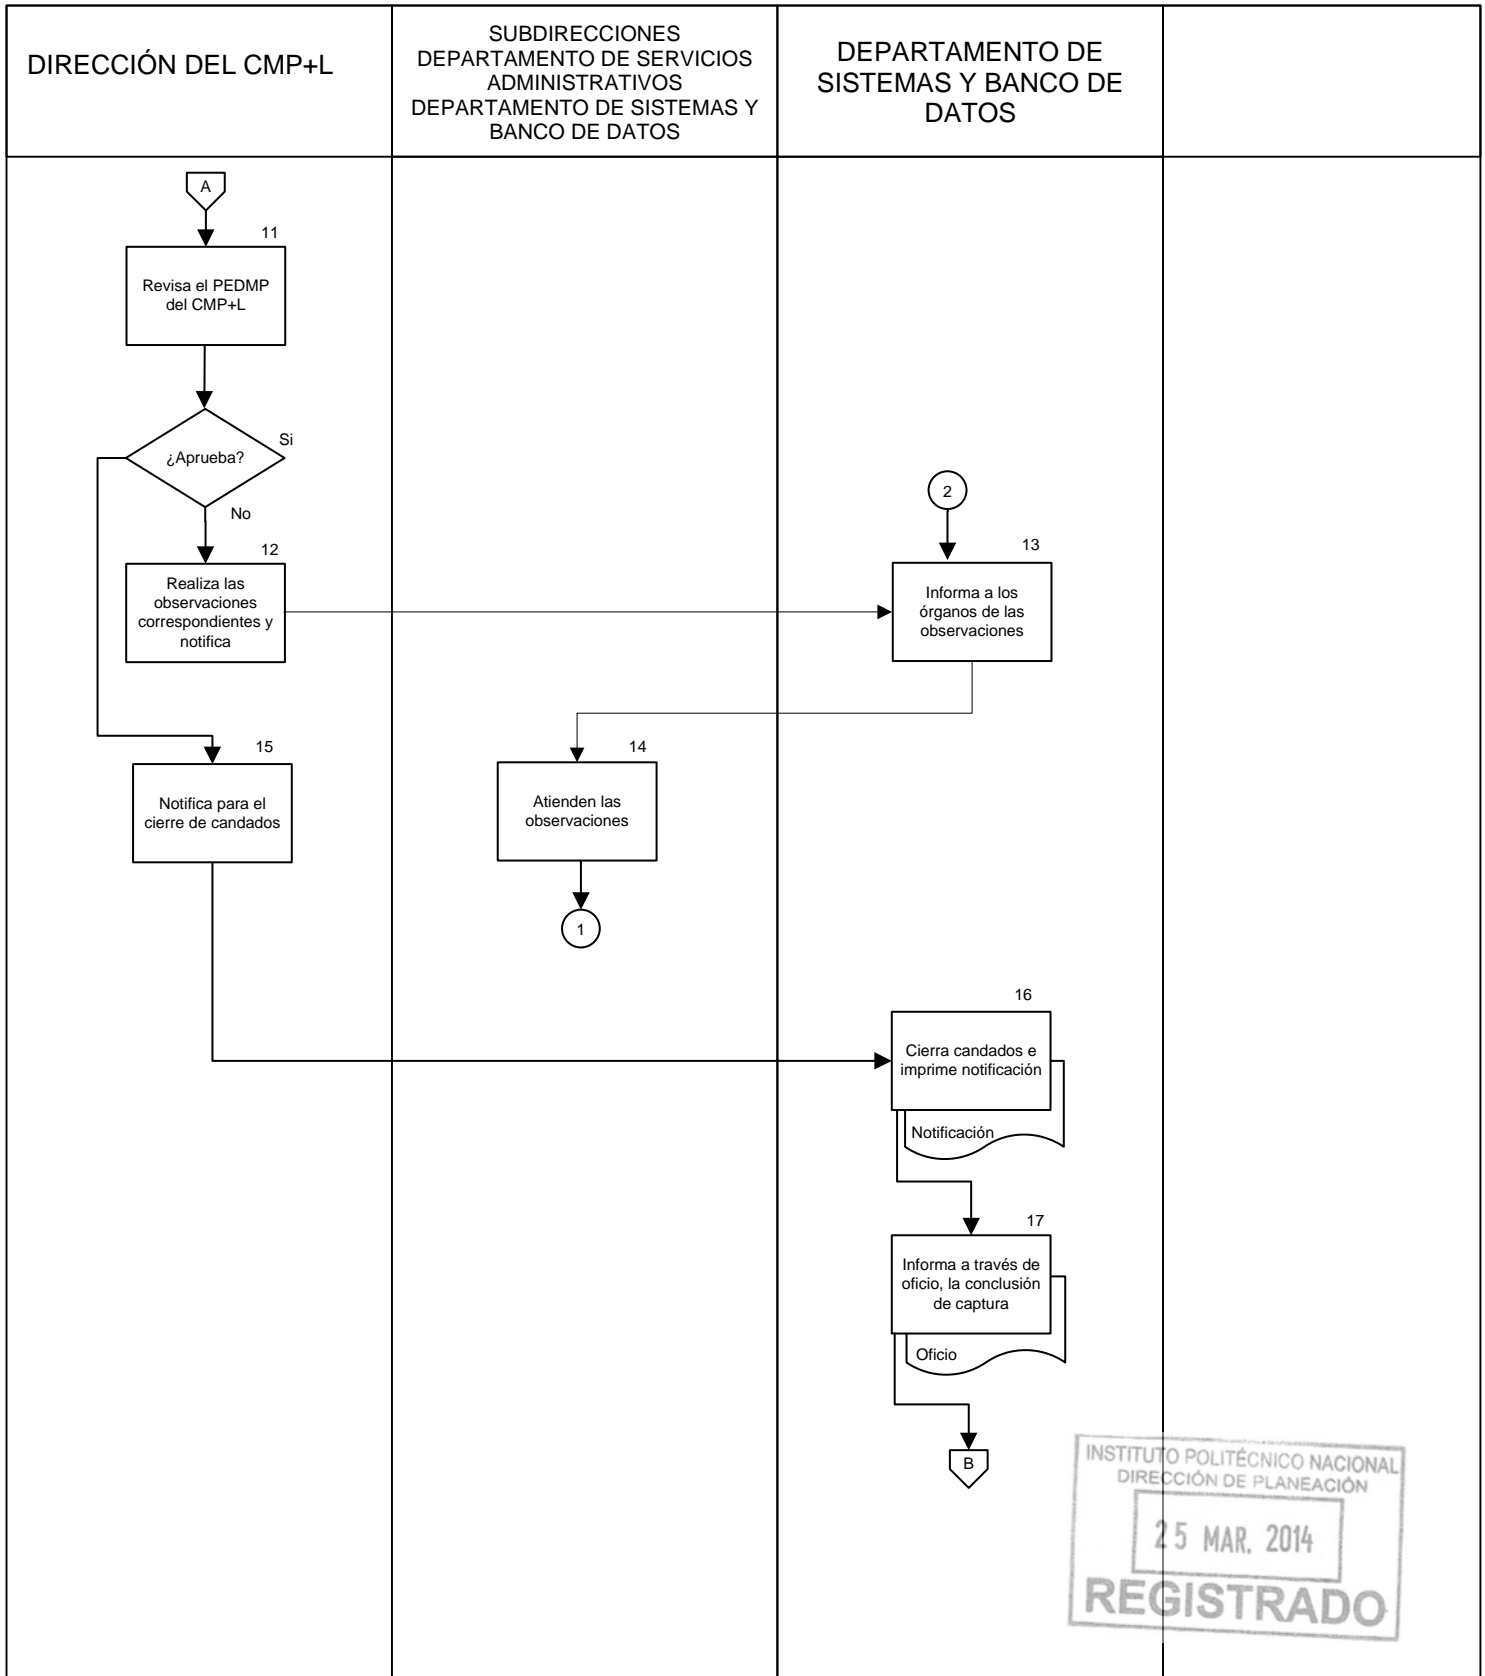 DIRECCIÓN DEL CMP+L
SUBDIRECCIONES
DEPARTAMENTO DE SERVICIOS
ADMINISTRATIVOS
DEPARTAMENTO DE SISTEMAS Y
BANCO DE DATOS
DEPARTAMENTO DE
SISTEMAS Y BANCO DE
DATOS
A
11
Revisa el PEDMP
del CMP+L
¿Aprueba?
Si
No
12
Realiza las
observaciones
correspondientes y
notifica
2
13
Informa a los
órganos de las
observaciones
14
Atienden las
observaciones
1
15
Notifica para el
cierre de candados
16
Cierra candados e
imprime notificación
Notificación
17
Informa a través de
oficio, la conclusión
de captura
Oficio
B
INSTITUTO POLITÉCNICO NACIONAL
DIRECCIÓN DE PLANEACIÓN
25 MAR. 2014
REGISTRADO